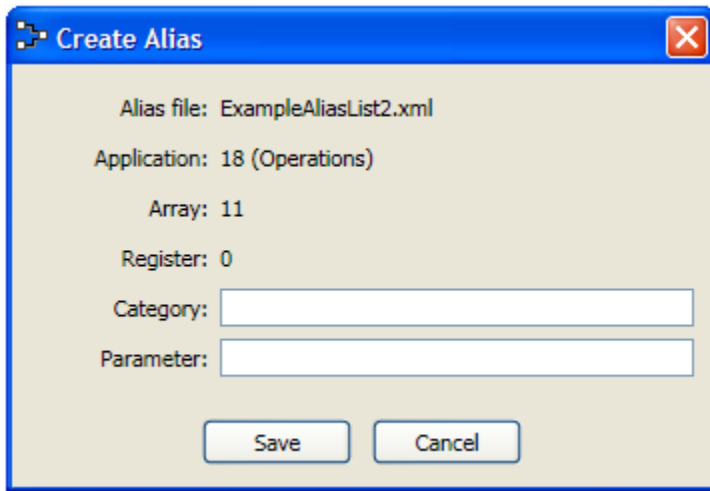 Create Alias
Alias file: ExampleAliasList2.xml
Application: 18 (Operations)
Array: 11
Register: 0
Category:
Parameter:
Save Cancel